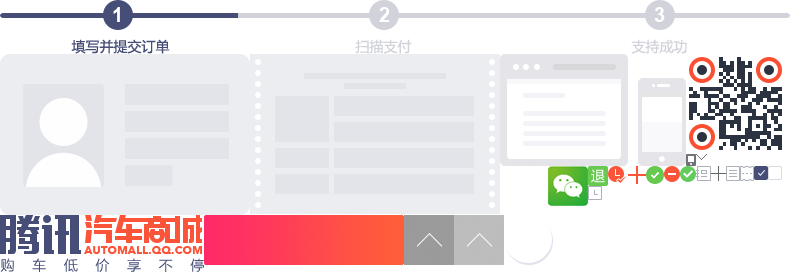 1 2 3
填写并提交订单 扫描支付 支持成功
退
腾讯 汽车商城
AUTOMALL.QQ.COM
购车低价享不停